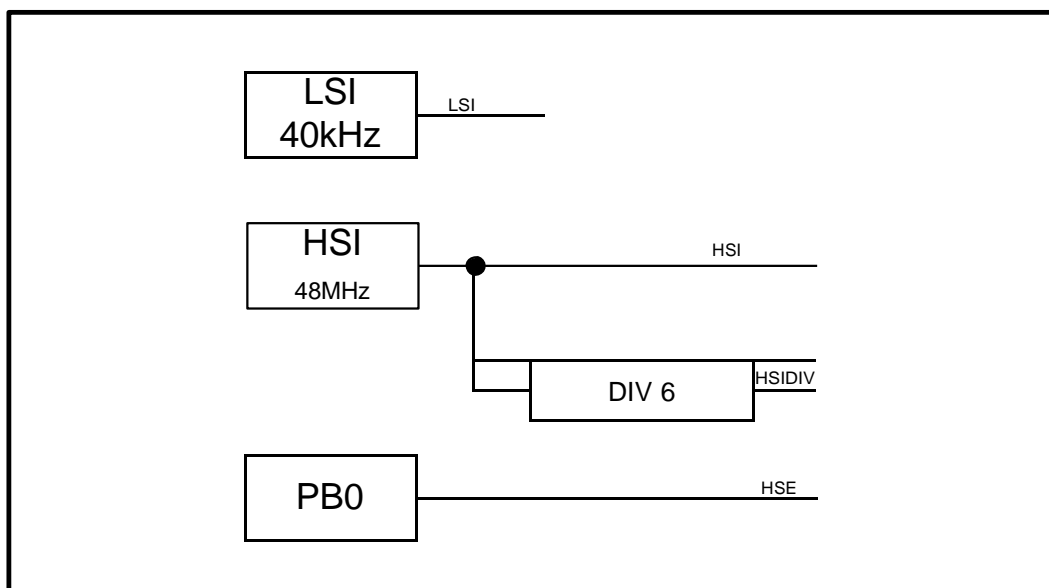 LSI
40kHz
LSI
HSI
48MHz
HSI
DIV 6
HSIDIV
PB0
HSE